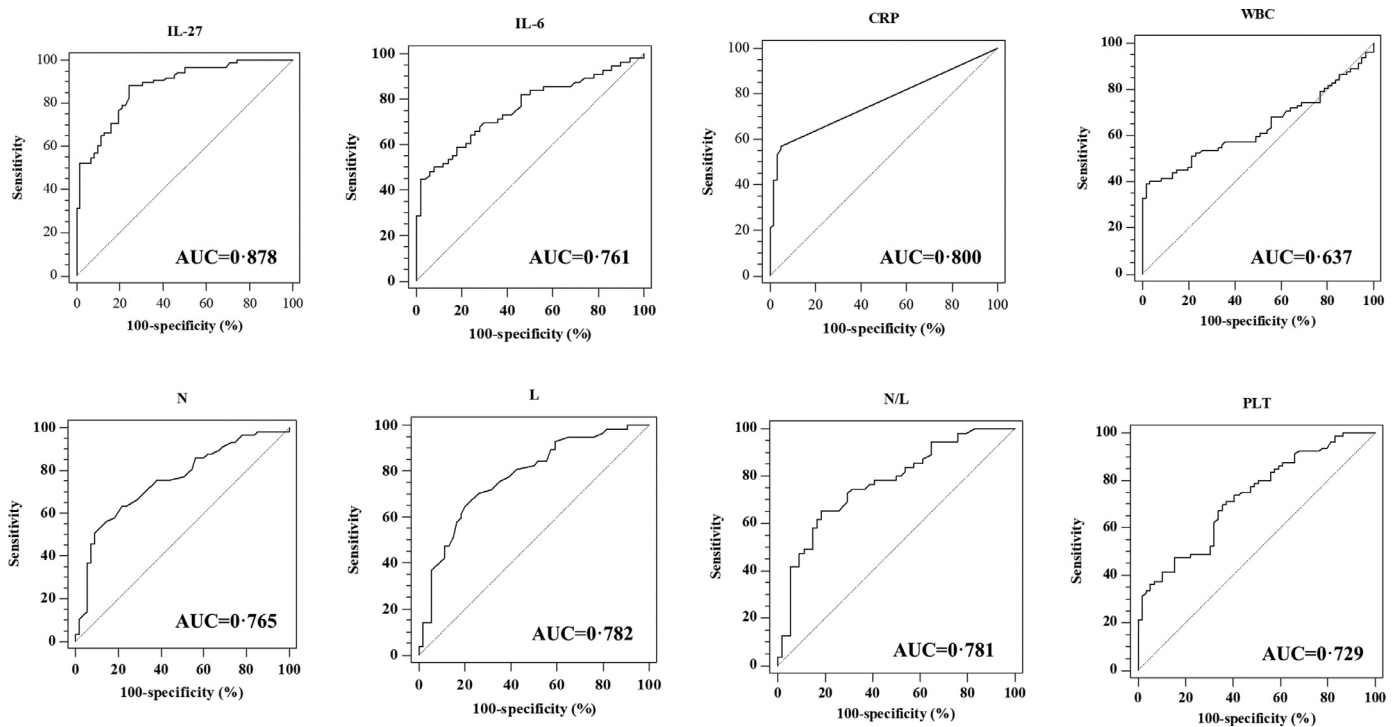 IL-27
100
80
60
40
20
0
Sensitivity
AUC=0·878
0 20 40 60 80 100
100-specificity (%)
IL-6
100
80
60
40
20
0
Sensitivity
AUC=0·761
0 20 40 60 80 100
100-specificity (%)
CRP
100
80
60
40
20
0
Sensitivity
AUC=0·800
0 20 40 60 80 100
100-specificity (%)
WBC
100
80
60
40
20
0
Sensitivity
AUC=0·637
0 20 40 60 80 100
100-specificity (%)
N
100
80
60
40
20
0
Sensitivity
AUC=0·765
0 20 40 60 80 100
100-specificity (%)
L
100
80
60
40
20
0
Sensitivity
AUC=0·782
0 20 40 60 80 100
100-specificity (%)
N/L
100
80
60
40
20
0
Sensitivity
AUC=0·781
0 20 40 60 80 100
100-specificity (%)
PLT
100
80
60
40
20
0
Sensitivity
AUC=0·729
0 20 40 60 80 100
100-specificity (%)